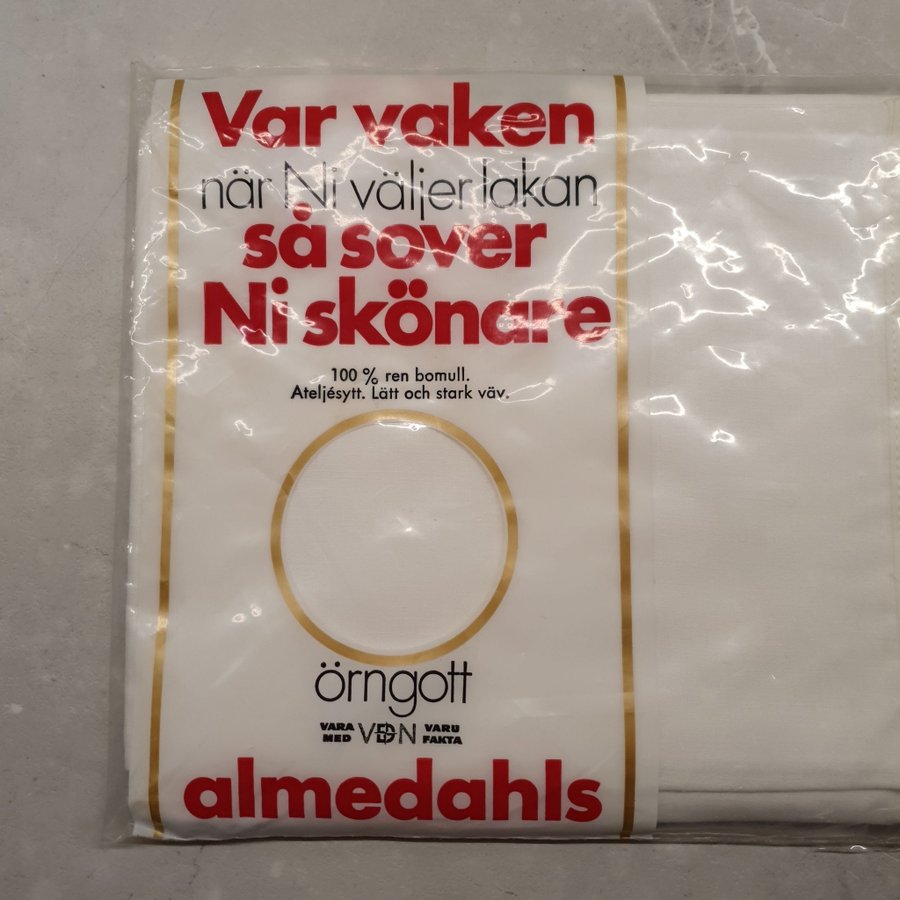 Var vaken
när Ni väljer lakan
så sover
Ni skönare
100 % ren bomull.
Ateljésytt. Lätt och stark väv.
örngott
VARA MED VDN VARU FAKTA
almedahls